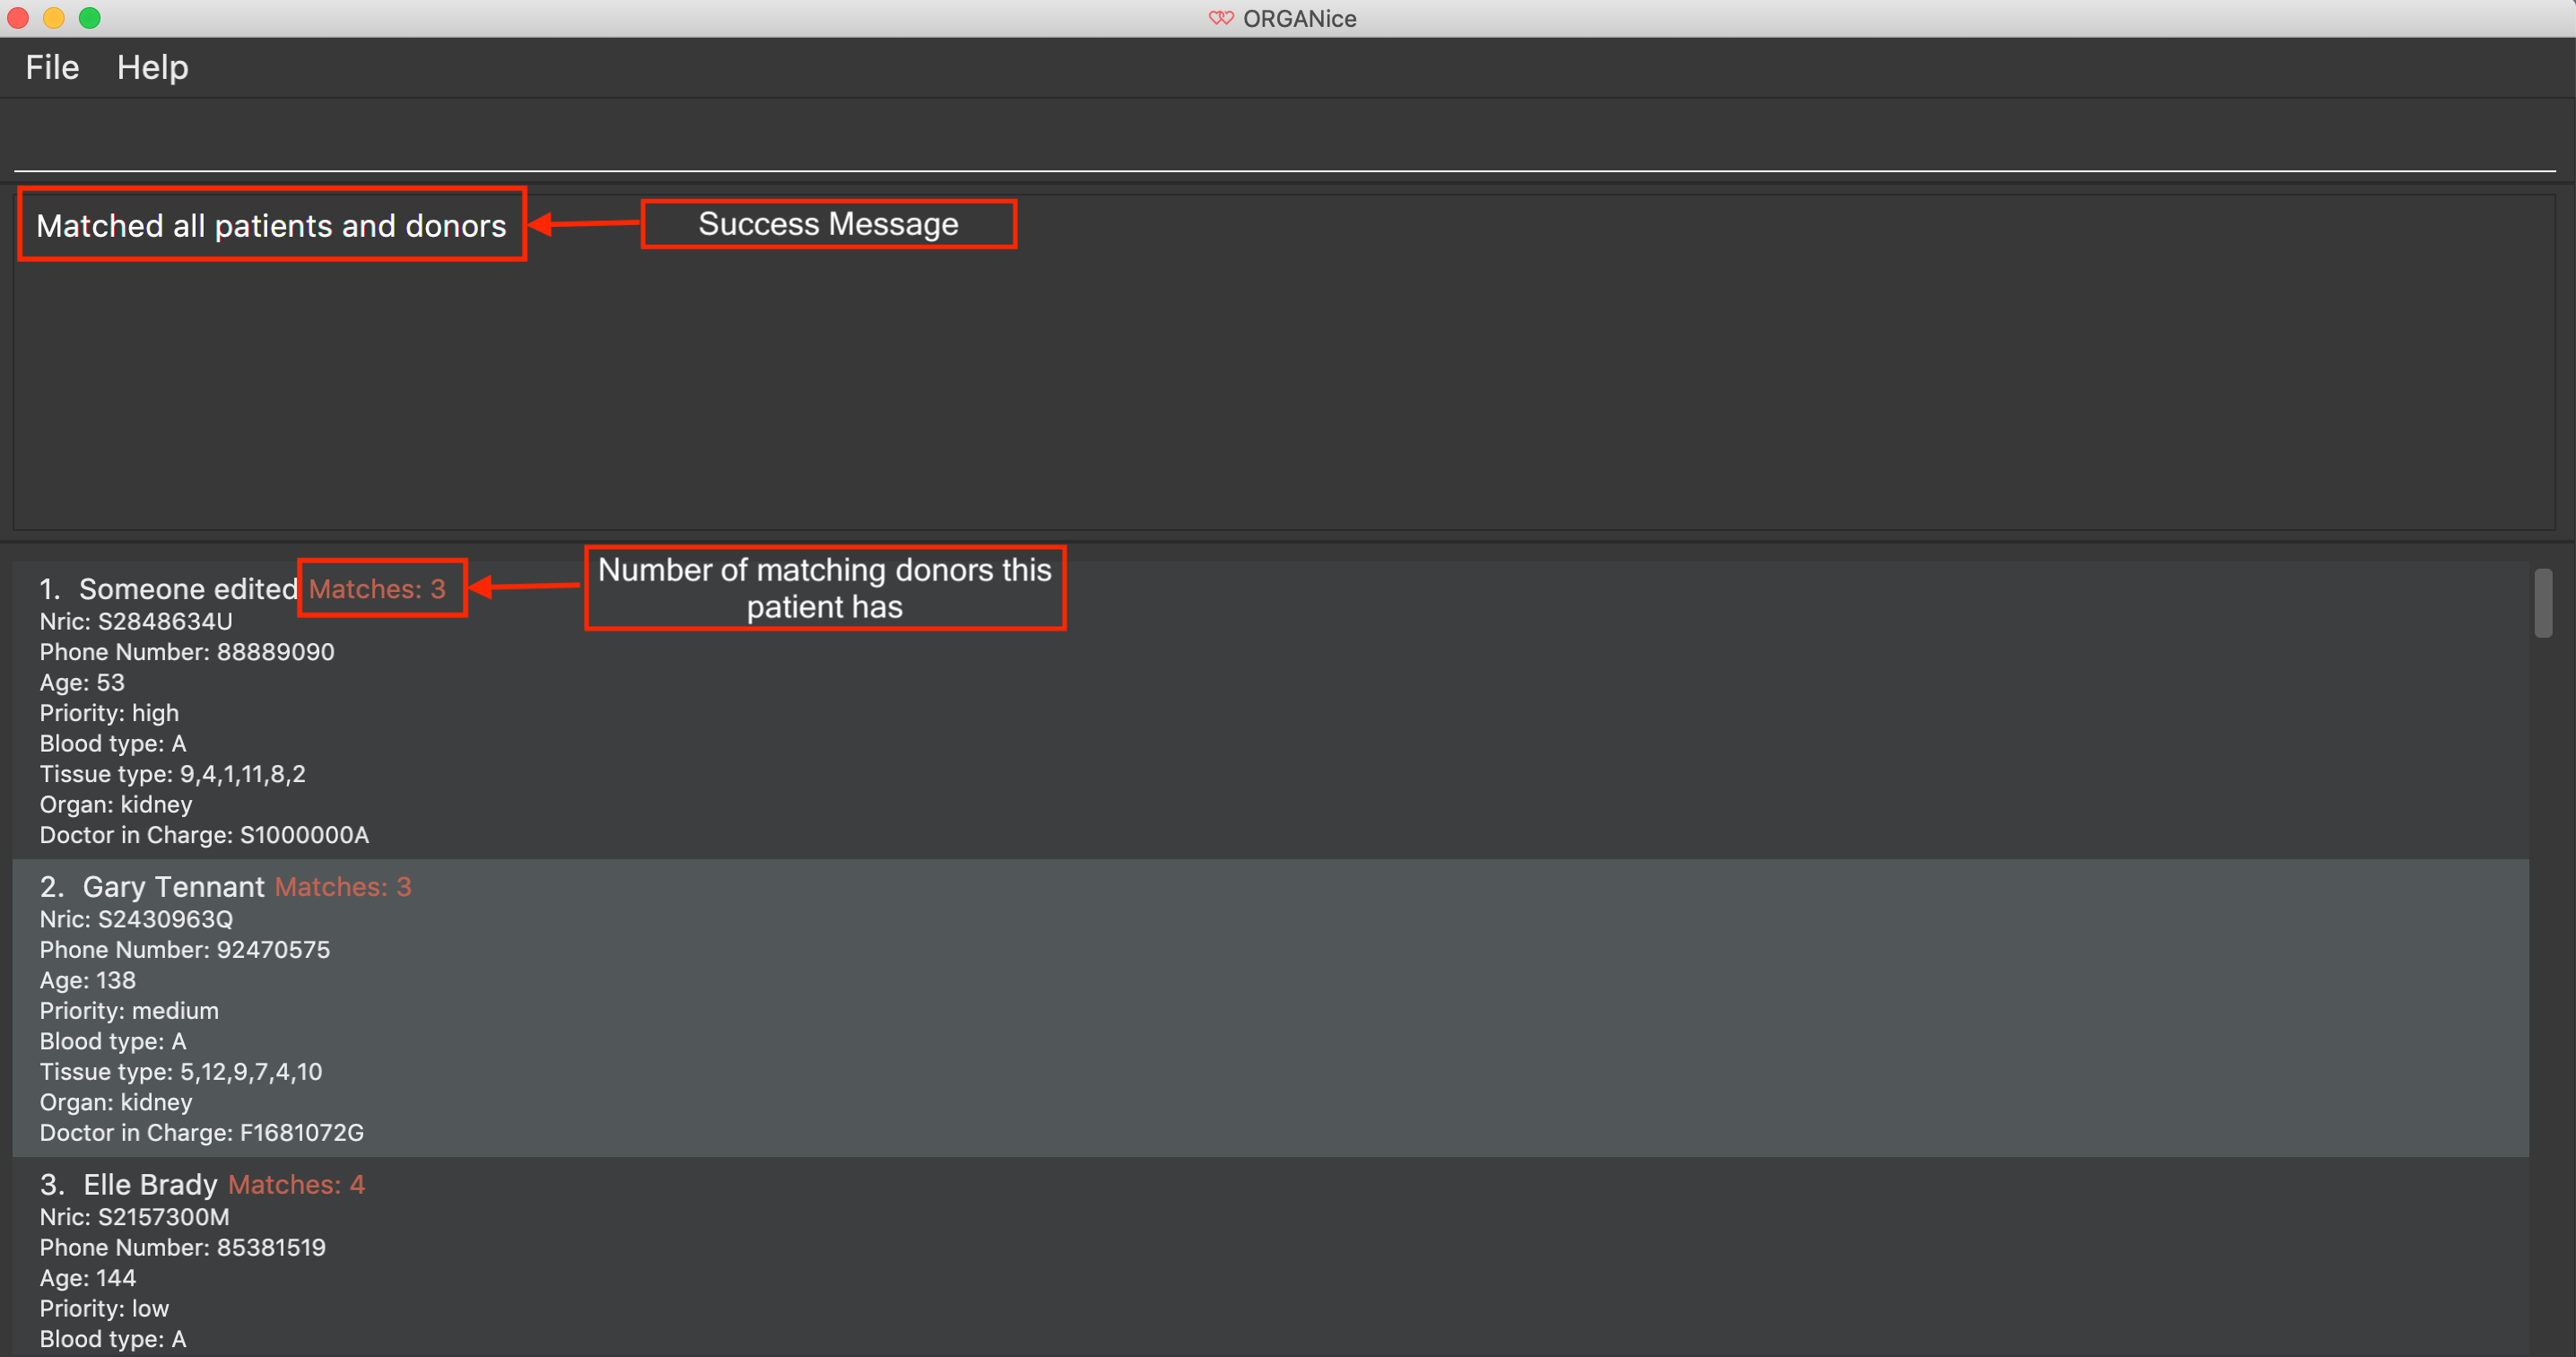 ORGANice
File Help
Matched all patients and donors
Success Message
Number of matching donors this
patient has
1. Someone edited Matches: 3
Nric: S2848634U
Phone Number: 88889090
Age: 53
Priority: high
Blood type: A
Tissue type: 9,4,1,11,8,2
Organ: kidney
Doctor in Charge: S1000000A
2. Gary Tennant Matches: 3
Nric: S2430963Q
Phone Number: 92470575
Age: 138
Priority: medium
Blood type: A
Tissue type: 5,12,9,7,4,10
Organ: kidney
Doctor in Charge: F1681072G
3. Elle Brady Matches: 4
Nric: S2157300M
Phone Number: 85381519
Age: 144
Priority: low
Blood type: A